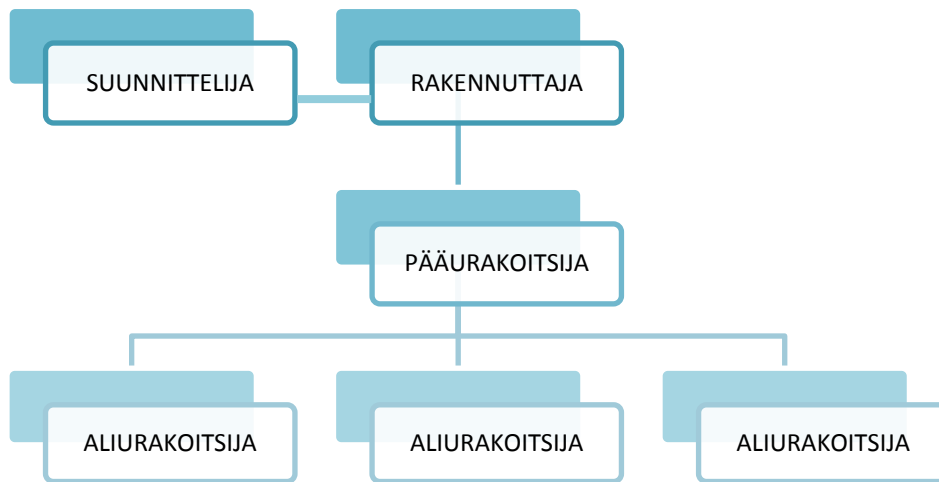 SUUNNITTELIJA
RAKENNUTTAJA
PÄÄURAKOITSIJA
ALIURAKOITSIJA
ALIURAKOITSIJA
ALIURAKOITSIJA